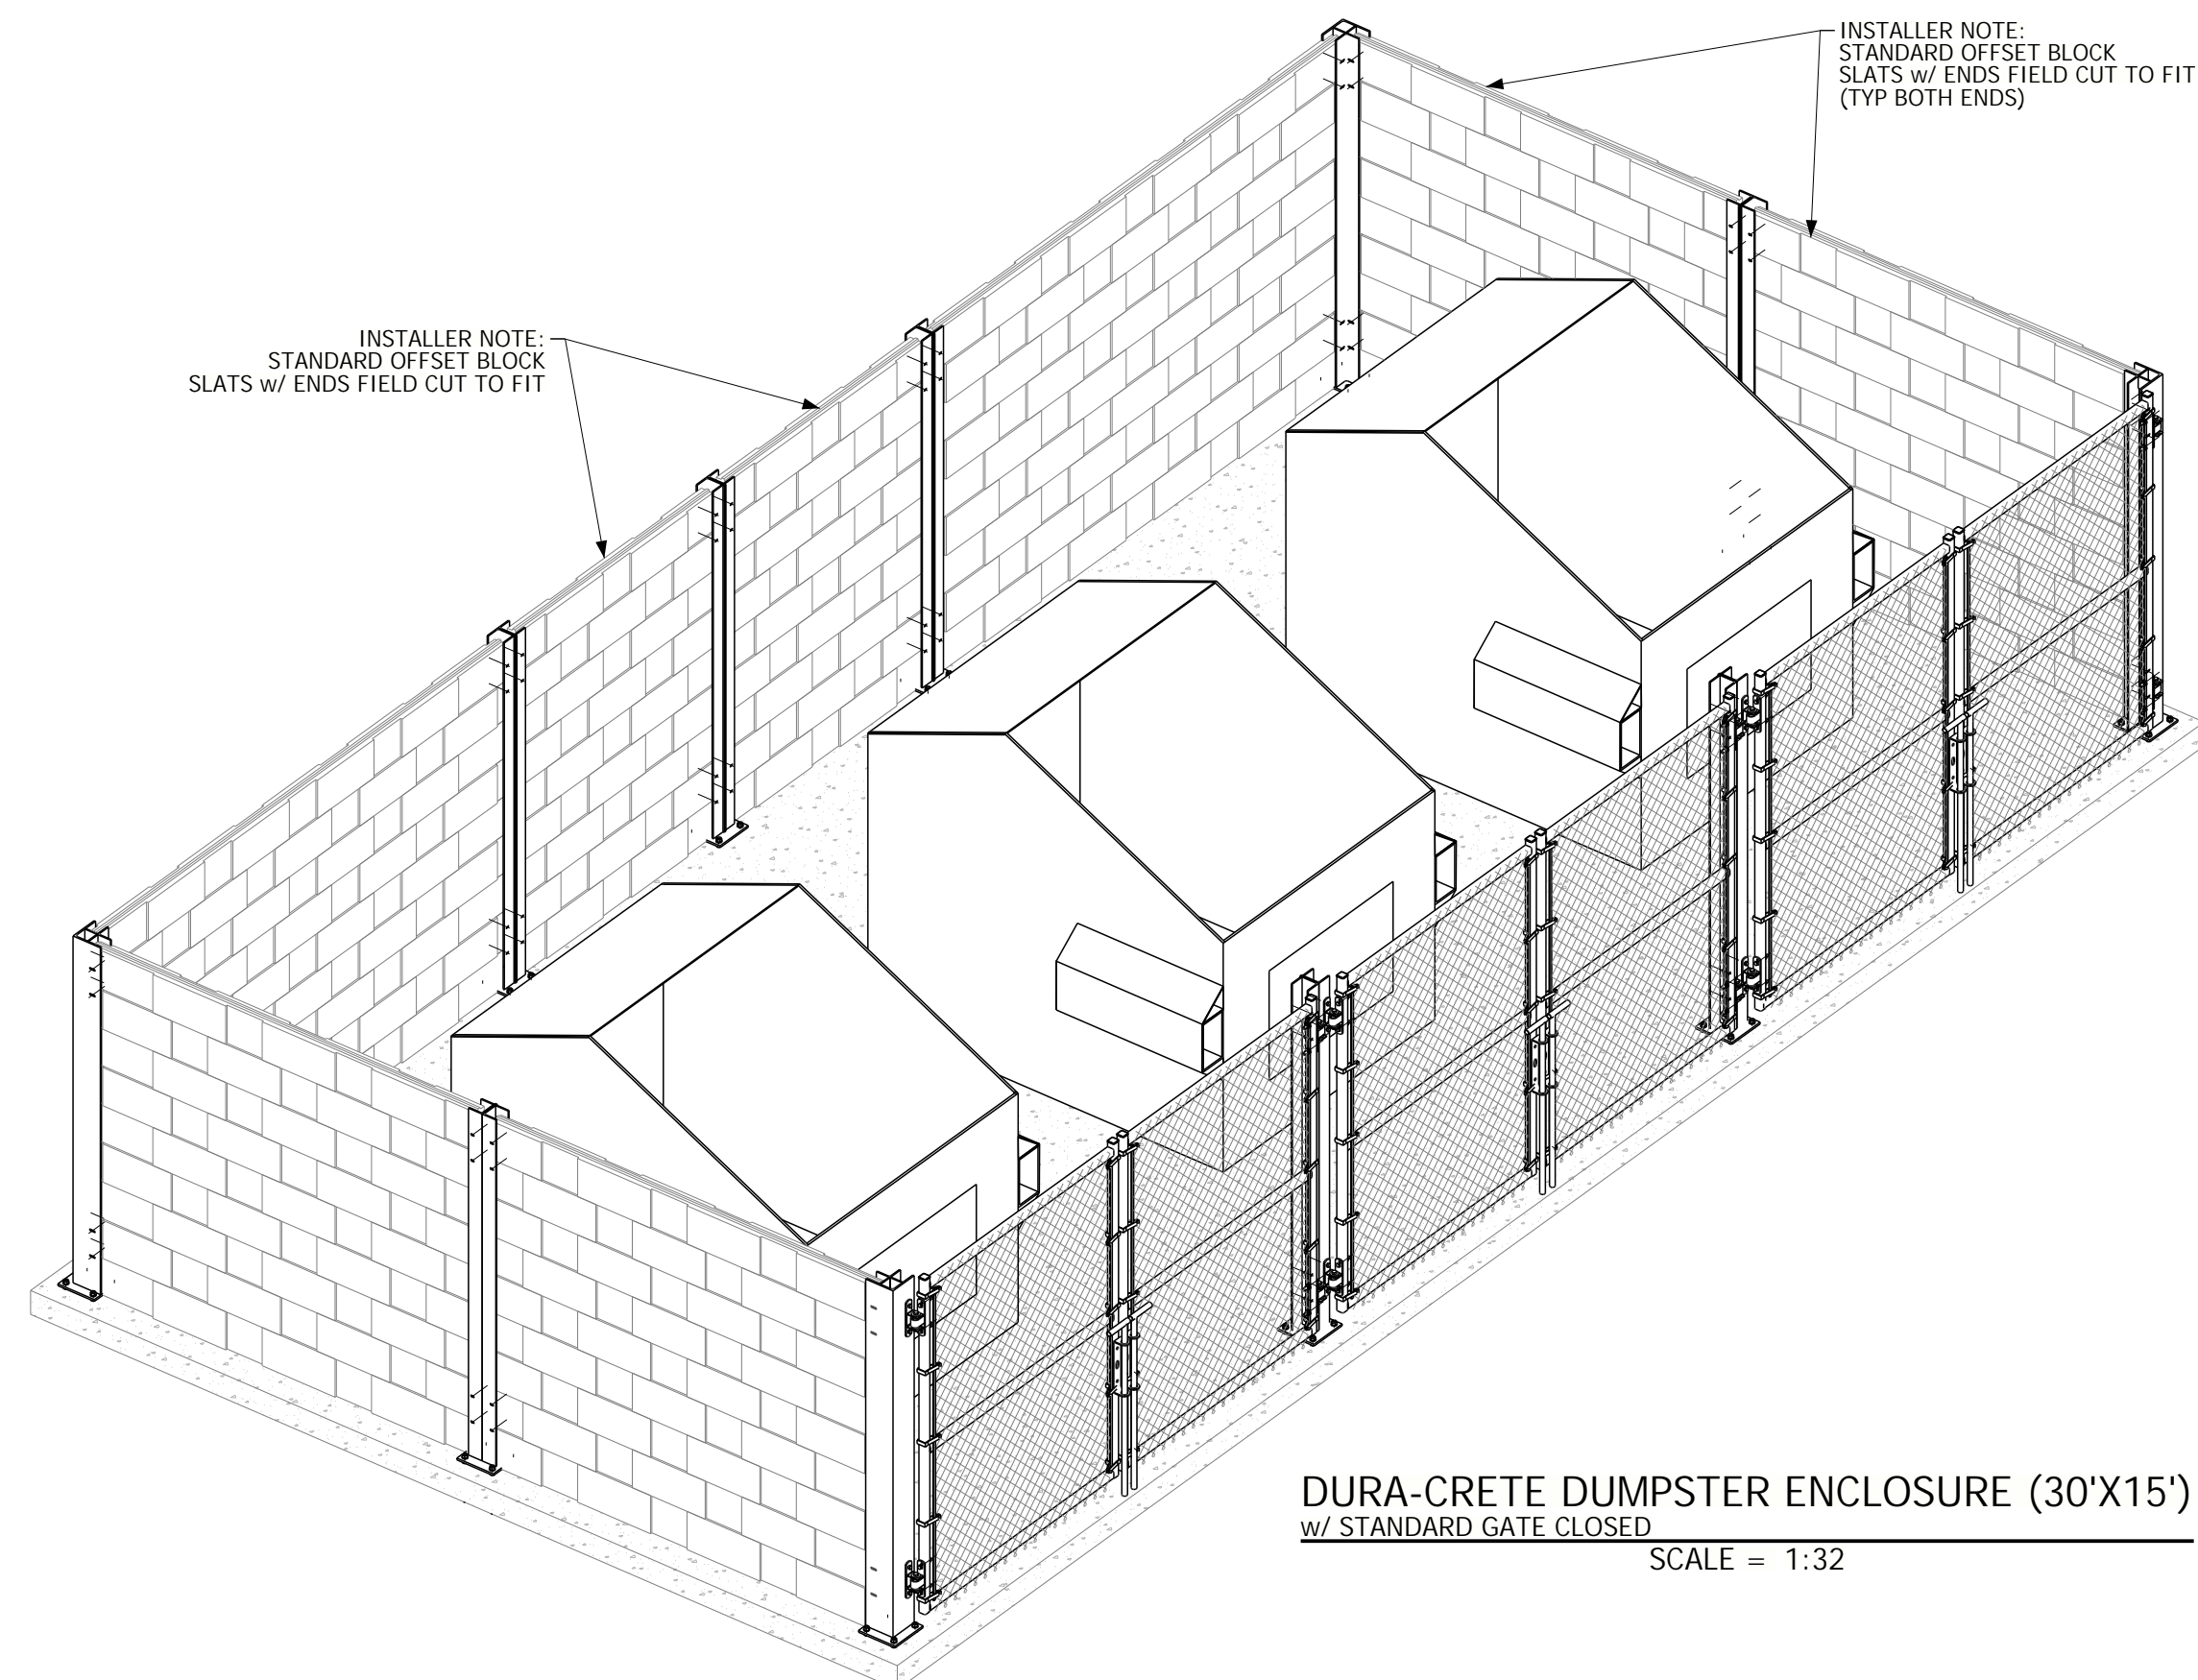 INSTALLER NOTE:
STANDARD OFFSET BLOCK
SLATS w/ ENDS FIELD CUT TO FIT
(TYP BOTH ENDS)
INSTALLER NOTE:
STANDARD OFFSET BLOCK
SLATS w/ ENDS FIELD CUT TO FIT
DURA-CRETE DUMPSTER ENCLOSURE (30'X15')
w/ STANDARD GATE CLOSED
SCALE = 1:32